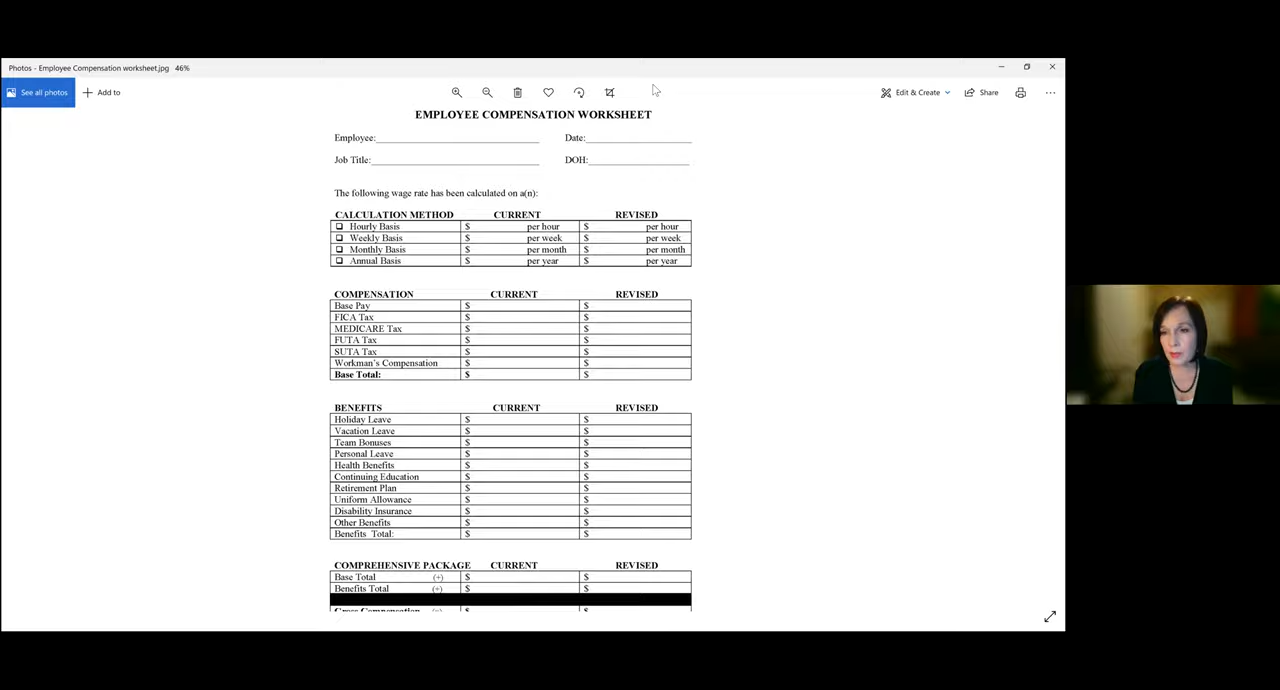 Photos - Employee Compensation worksheet.jpg 46%
See all photos + Add to Edit & Create Share
EMPLOYEE COMPENSATION WORKSHEET
Employee: Date:
Job Title: DOH:
The following wage rate has been calculated on a(n):
CALCULATION METHOD CURRENT REVISED
Hourly Basis $ per hour $ per hour
Weekly Basis $ per week $ per week
Monthly Basis $ per month $ per month
Annual Basis $ per year $ per year
COMPENSATION CURRENT REVISED
Base Pay $ $
FICA Tax $ $
MEDICARE Tax $ $
FUTA Tax $ $
SUTA Tax $ $
Workman's Compensation $ $
Base Total: $ $
BENEFITS CURRENT REVISED
Holiday Leave $ $
Vacation Leave $ $
Team Bonuses $ $
Personal Leave $ $
Health Benefits $ $
Continuing Education $ $
Retirement Plan $ $
Uniform Allowance $ $
Disability Insurance $ $
Other Benefits $ $
Benefits Total: $ $
COMPREHENSIVE PACKAGE CURRENT REVISED
Base Total (+) $ $
Benefits Total (+) $ $
Gross Compensation $ $